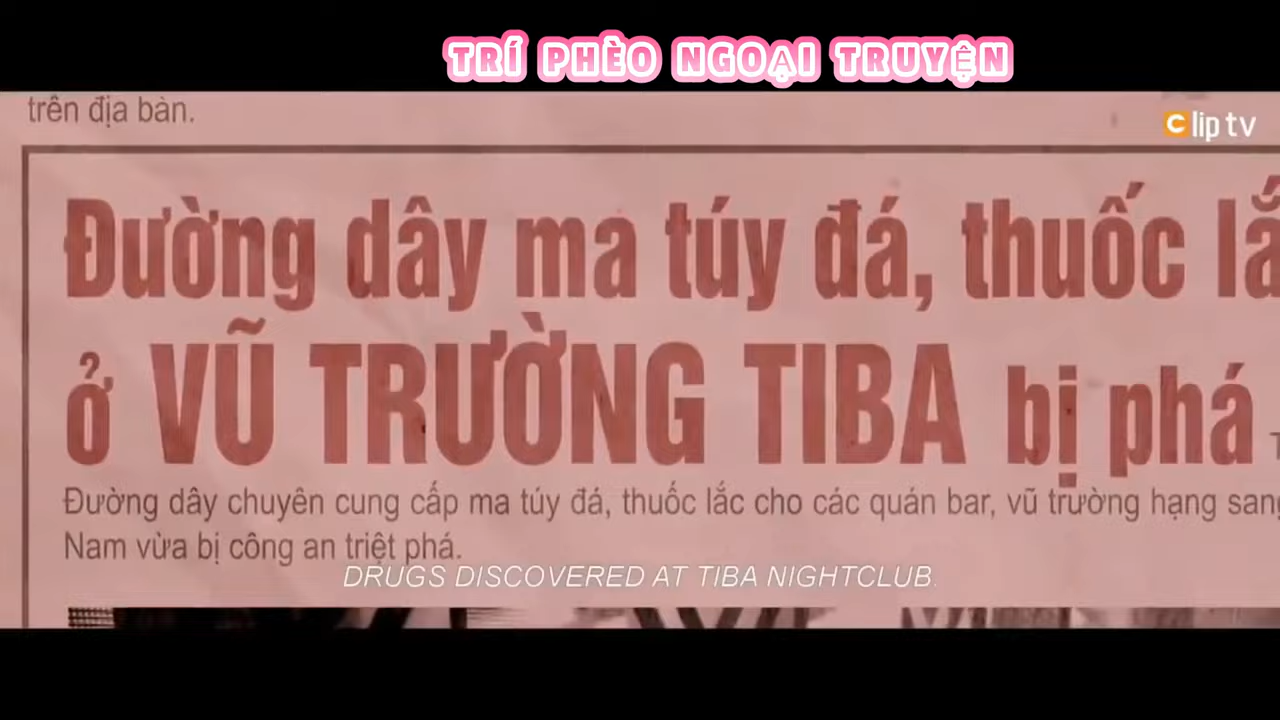 TRÍ PHÈO NGOẠI TRUYỆN
trên địa bàn.
Clip tv
Đường dây ma túy đá, thuốc
ở VŨ TRƯỜNG TIBA bị phá
Đường dây chuyên cung cấp ma túy đá, thuốc lắc cho các quán bar, vũ trường hạng sang
Nam vừa bị công an triệt phá.
DRUGS DISCOVERED AT TIBA NIGHTCLUB.